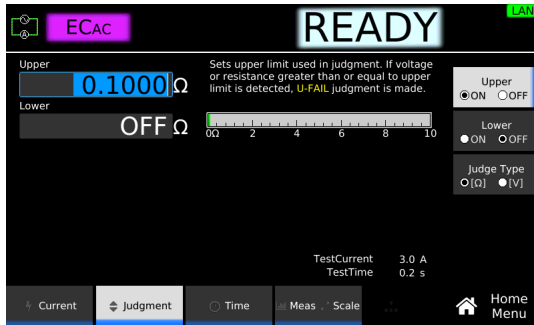 LAN
A
ECAC
READY
Upper
0.1000 Ω
Lower
OFF Ω
Sets upper limit used in judgment. If voltage
or resistance greater than or equal to upper
limit is detected, U-FAIL judgment is made.
0Ω 2 4 6 8 10
Upper
ON OFF
Lower
ON OFF
Judge Type
[Ω] [V]
TestCurrent 3.0 A
TestTime 0.2 s
Current
Judgment
Time
Meas
Scale
Home
Menu